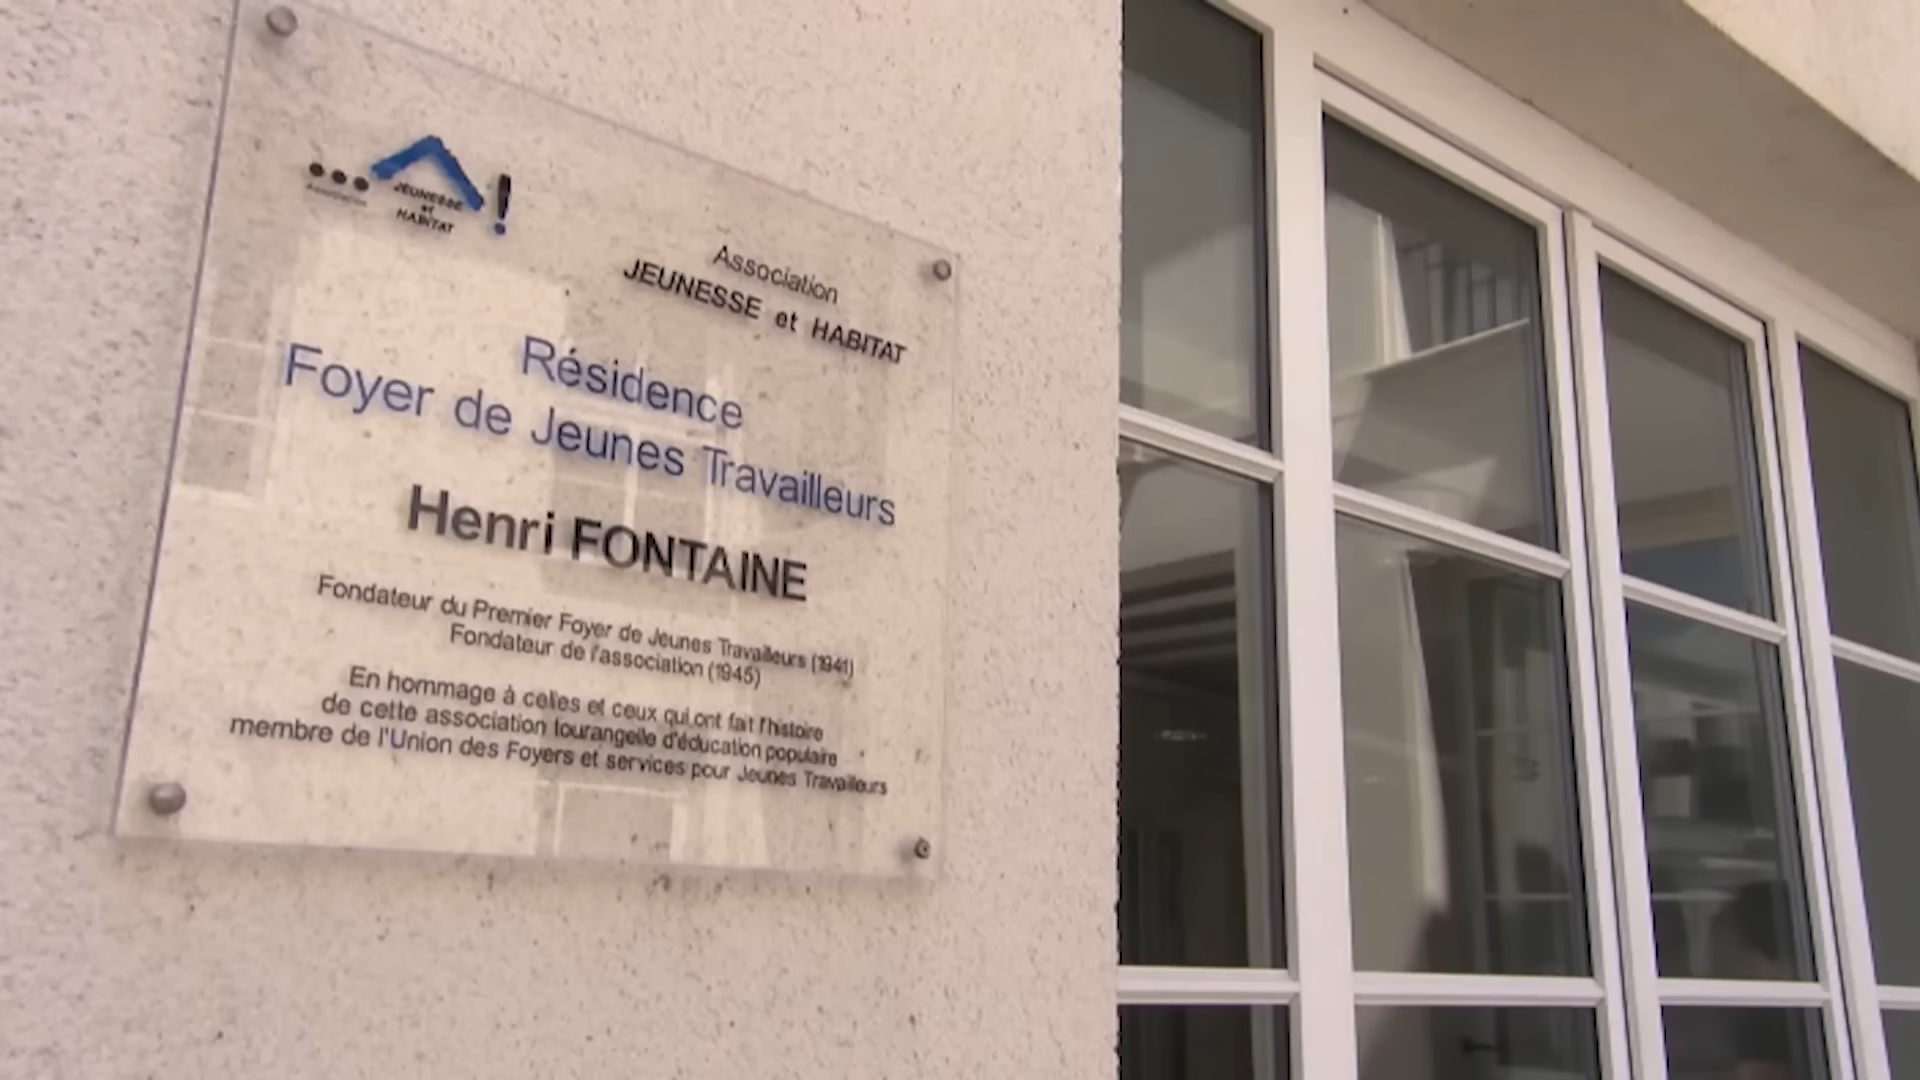 Association
JEUNESSE
et
HABITAT
!
Association
JEUNESSE et HABITAT
Résidence
Foyer de Jeunes Travailleurs
Henri FONTAINE
Fondateur du Premier Foyer de Jeunes Travailleurs (1941)
Fondateur de l'association (1945)
En hommage à celles et ceux qui ont fait l'histoire
de cette association tourangelle d'éducation populaire
membre de l'Union des Foyers et services pour Jeunes Travailleurs